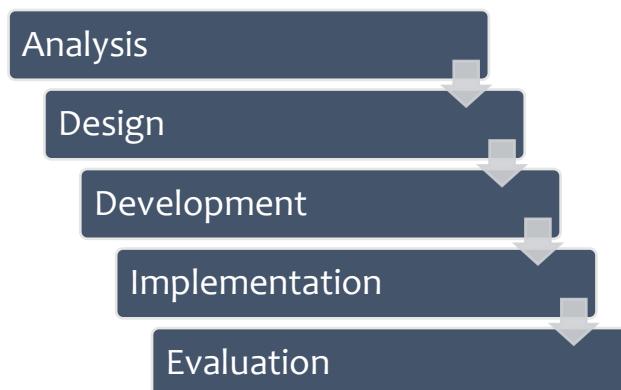 Analysis
Design
Development
Implementation
Evaluation